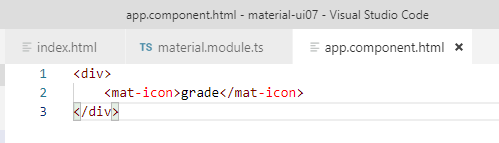 app.component.html - material-ui07 - Visual Studio Code
index.html TS material.module.ts app.component.html ×
1 <div>
2 <mat-icon>grade</mat-icon>
3 </div>